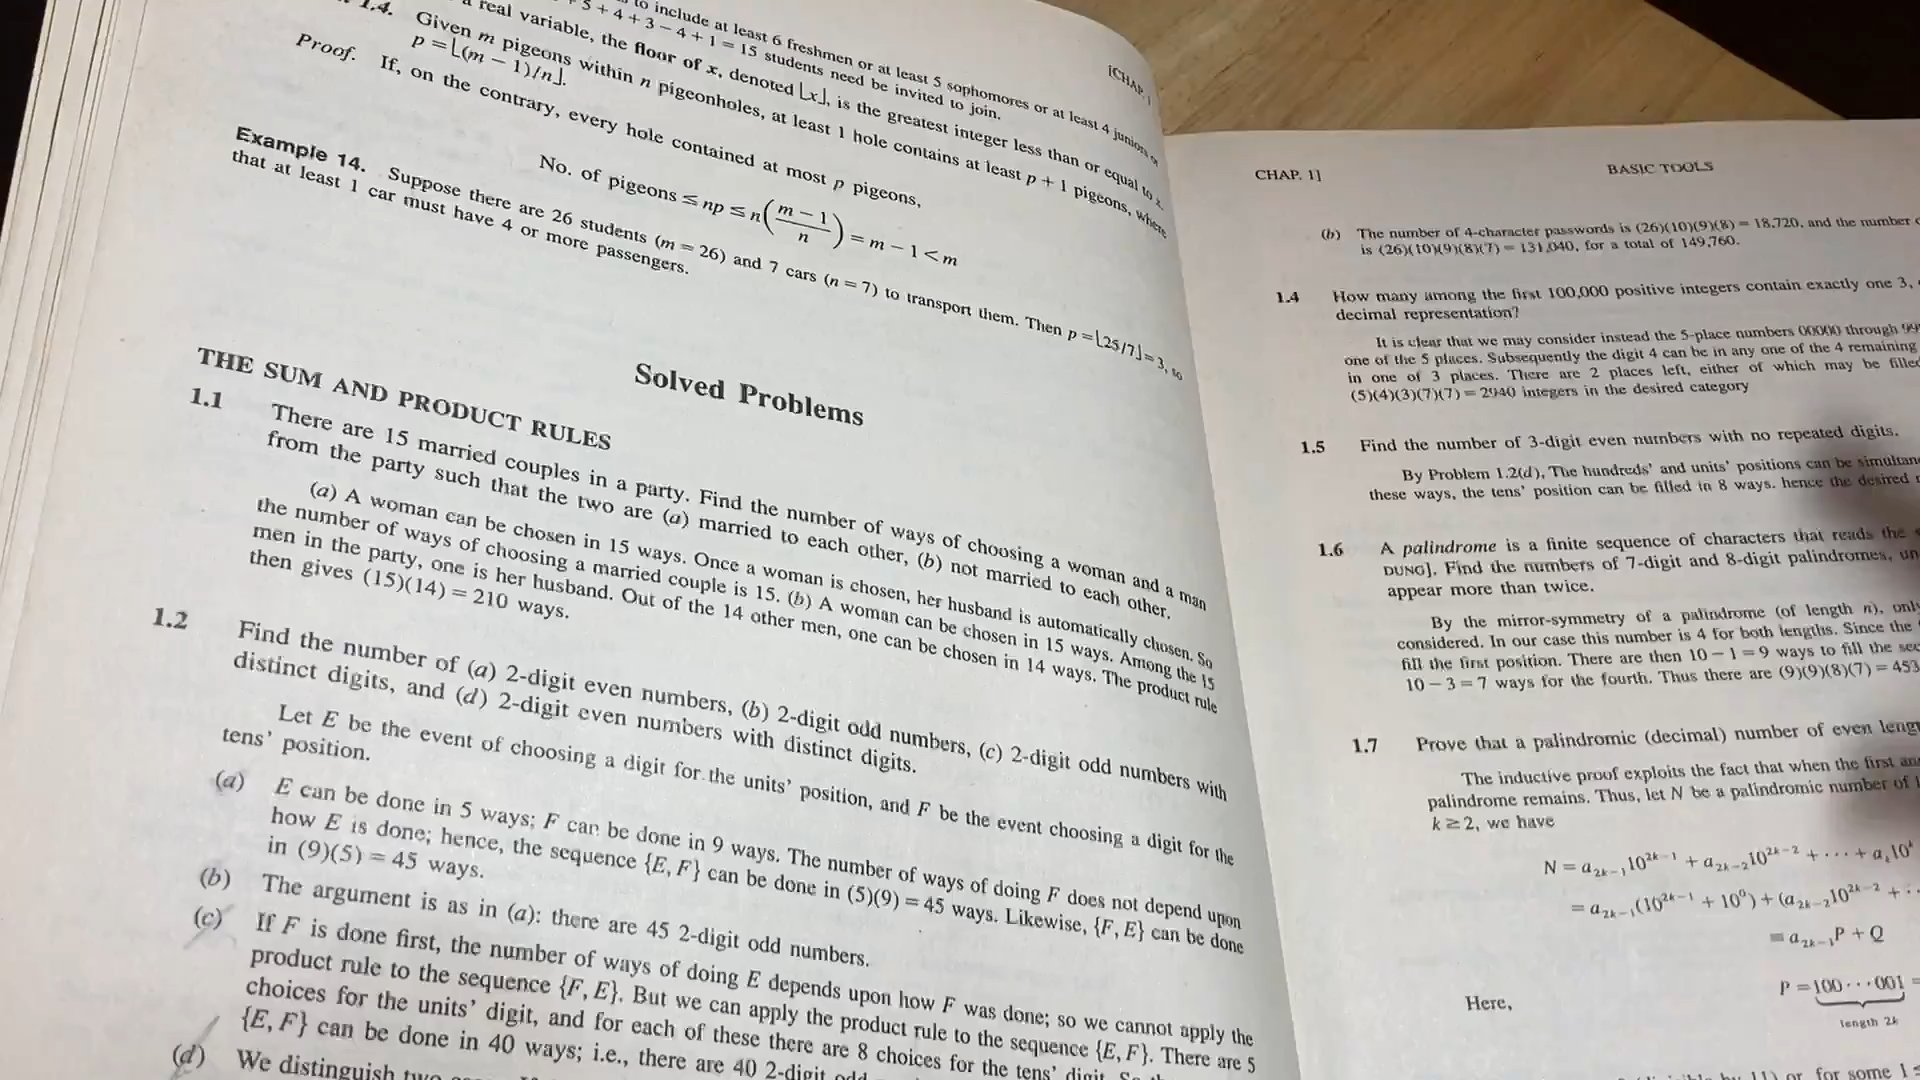 to include at least 6 freshmen or at least 5 sophomores or at least 4 juniors or
5 + 4 + 3 − 4 + 1 = 15 students need be invited to join.
real variable, the floor of x, denoted ⌊x⌋, is the greatest integer less than or equal to x.
1.4. Given m pigeons within n pigeonholes, at least 1 hole contains at least p + 1 pigeons, where
p = ⌊(m − 1)/n⌋.
Proof. If, on the contrary, every hole contained at most p pigeons,
No. of pigeons ≤ np ≤ n((m − 1)/n) = m − 1 < m
Example 14. Suppose there are 26 students (m = 26) and 7 cars (n = 7) to transport them. Then p = ⌊25/7⌋ = 3, so
that at least 1 car must have 4 or more passengers.
Solved Problems
THE SUM AND PRODUCT RULES
1.1 There are 15 married couples in a party. Find the number of ways of choosing a woman and a man
from the party such that the two are (a) married to each other, (b) not married to each other.
(a) A woman can be chosen in 15 ways. Once a woman is chosen, her husband is automatically chosen. So
the number of ways of choosing a married couple is 15. (b) A woman can be chosen in 15 ways. Among the 15
men in the party, one is her husband. Out of the 14 other men, one can be chosen in 14 ways. The product rule
then gives (15)(14) = 210 ways.
1.2 Find the number of (a) 2-digit even numbers, (b) 2-digit odd numbers, (c) 2-digit odd numbers with
distinct digits, and (d) 2-digit even numbers with distinct digits.
Let E be the event of choosing a digit for the units' position, and F be the event choosing a digit for the
tens' position.
(a) E can be done in 5 ways; F can be done in 9 ways. The number of ways of doing F does not depend upon
how E is done; hence, the sequence {E, F} can be done in (5)(9) = 45 ways. Likewise, {F, E} can be done
in (9)(5) = 45 ways.
(b) The argument is as in (a): there are 45 2-digit odd numbers.
(c) If F is done first, the number of ways of doing E depends upon how F was done; so we cannot apply the
product rule to the sequence {F, E}. But we can apply the product rule to the sequence {E, F}. There are 5
choices for the units' digit, and for each of these there are 8 choices for the tens' digit. So
{E, F} can be done in 40 ways; i.e., there are 40 2-digit odd
(d) We distinguish two
[CHAP. 1
CHAP. 1] BASIC TOOLS
(b) The number of 4-character passwords is (26)(10)(9)(8) = 18,720, and the number
is (26)(10)(9)(8)(7) = 131,040, for a total of 149,760.
1.4 How many among the first 100,000 positive integers contain exactly one 3,
decimal representation?
It is clear that we may consider instead the 5-place numbers 00000 through
one of the 5 places. Subsequently the digit 4 can be in any one of the 4 remaining
in one of 3 places. There are 2 places left, either of which may be filled
(5)(4)(3)(7)(7) = 2940 integers in the desired category
1.5 Find the number of 3-digit even numbers with no repeated digits.
By Problem 1.2(d), The hundreds' and units' positions can be
these ways, the tens' position can be filled in 8 ways. hence the desired
1.6 A palindrome is a finite sequence of characters that reads the
DUNG]. Find the numbers of 7-digit and 8-digit palindromes,
appear more than twice.
By the mirror-symmetry of a palindrome (of length n),
considered. In our case this number is 4 for both lengths. Since the
fill the first position. There are then 10 − 1 = 9 ways to fill the
10 − 3 = 7 ways for the fourth. Thus there are (9)(9)(8)(7) = 453
1.7 Prove that a palindromic (decimal) number of even
The inductive proof exploits the fact that when the first
palindrome remains. Thus, let N be a palindromic number of
k ≥ 2, we have
N = a₂ₖ₋₁10²ᵏ⁻¹ + a₂ₖ₋₂10²ᵏ⁻² + ··· + aₖ10ᵏ
= a₂ₖ₋₁(10²ᵏ⁻¹ + 10⁰) + (a₂ₖ₋₂10²ᵏ⁻² +
≡ a₂ₖ₋₁P + Q
Here, P = 100···001 =
length 2k
or for some